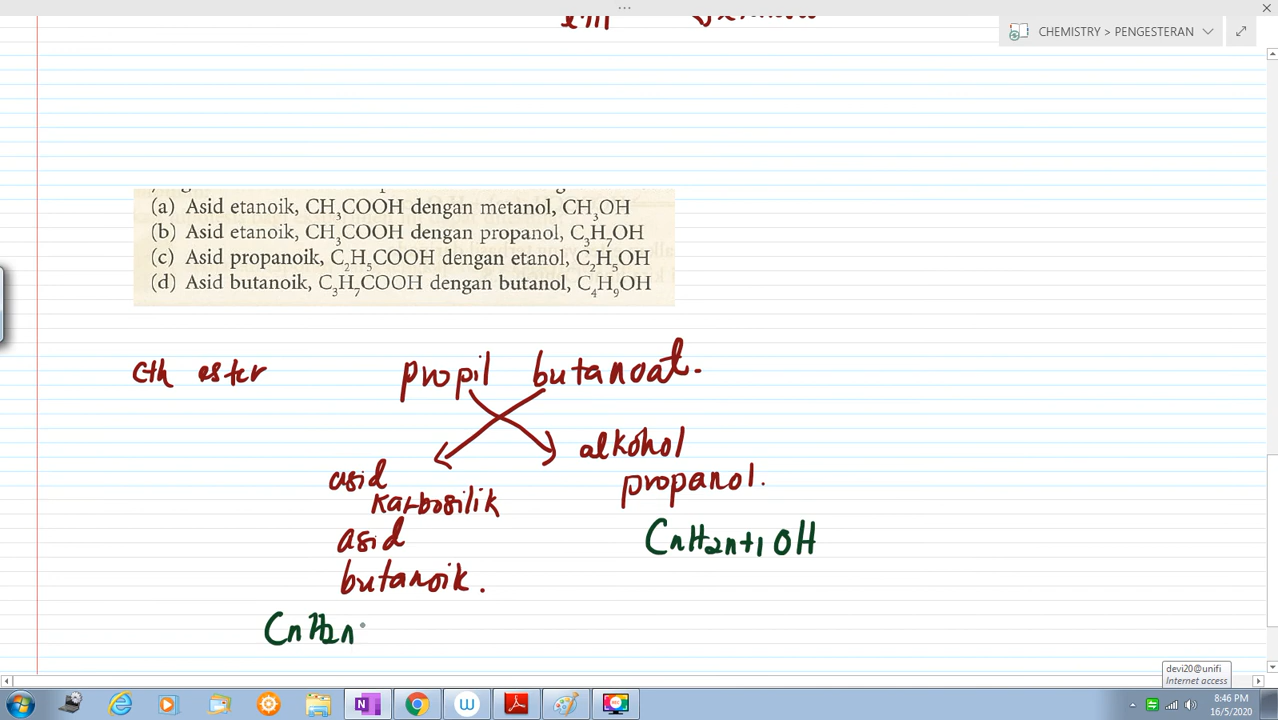 CHEMISTRY > PENGESTERAN
(a) Asid etanoik, CH₃COOH dengan metanol, CH₃OH
(b) Asid etanoik, CH₃COOH dengan propanol, C₃H₇OH
(c) Asid propanoik, C₂H₅COOH dengan etanol, C₂H₅OH
(d) Asid butanoik, C₃H₇COOH dengan butanol, C₄H₉OH
Cth ester propil butanoat.
alkohol
propanol.
CnH2n+1 OH
asid
karbosilik
asid
butanoik.
CnH2n
devi20@unifi
Internet access
8:46 PM
16/5/2020